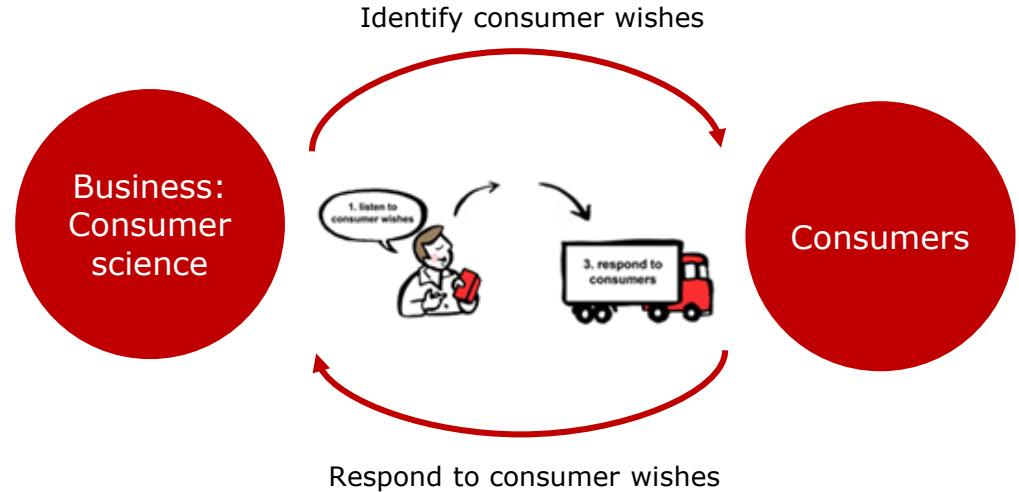 Identify consumer wishes
Business:
Consumer
science
1. listen to
consumer wishes
3. respond to
consumers
Consumers
Respond to consumer wishes